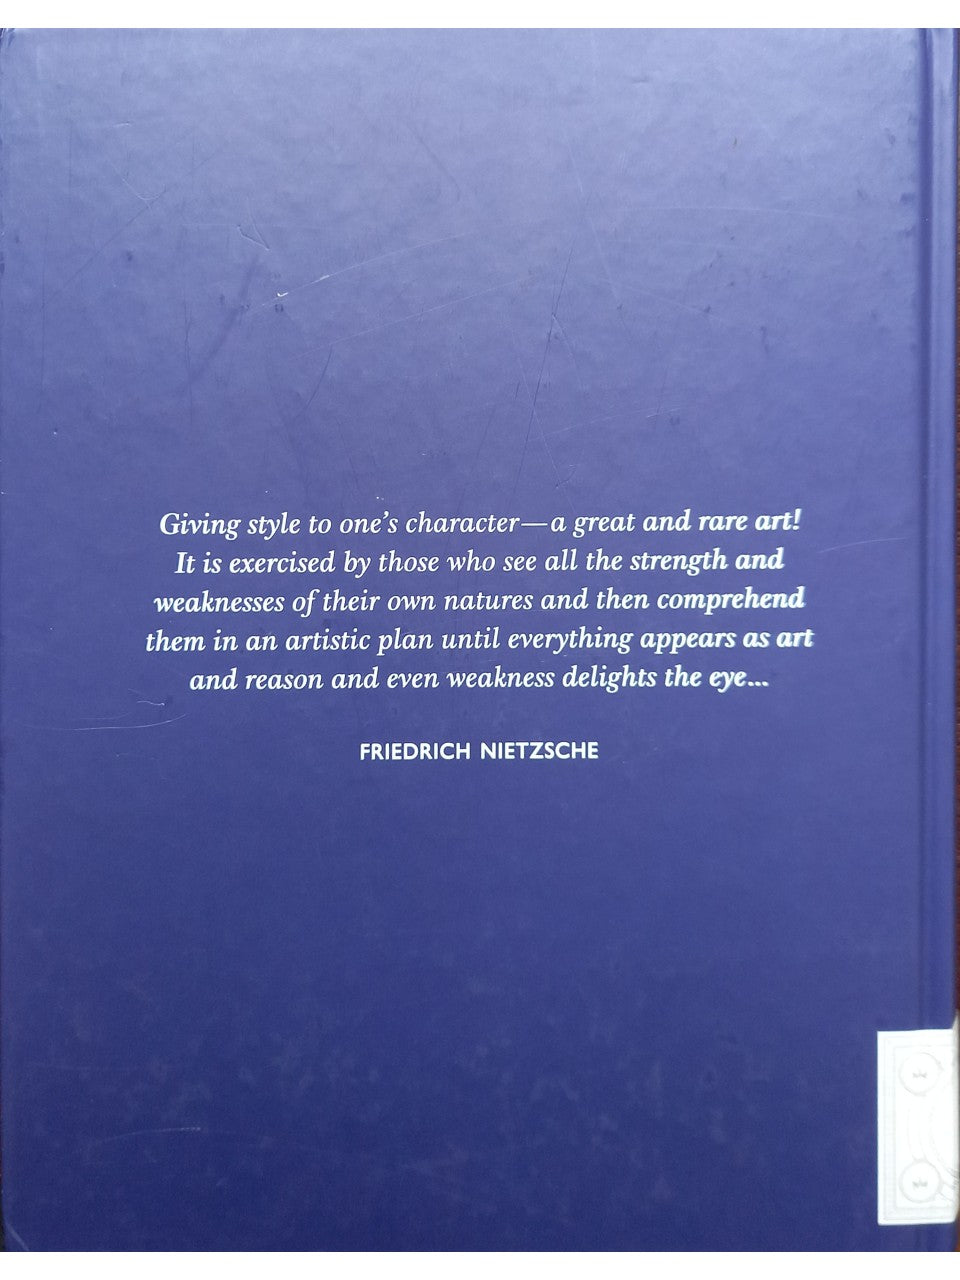 Giving style to one's character—a great and rare art!
It is exercised by those who see all the strength and
weaknesses of their own natures and then comprehend
them in an artistic plan until everything appears as art
and reason and even weakness delights the eye...
FRIEDRICH NIETZSCHE